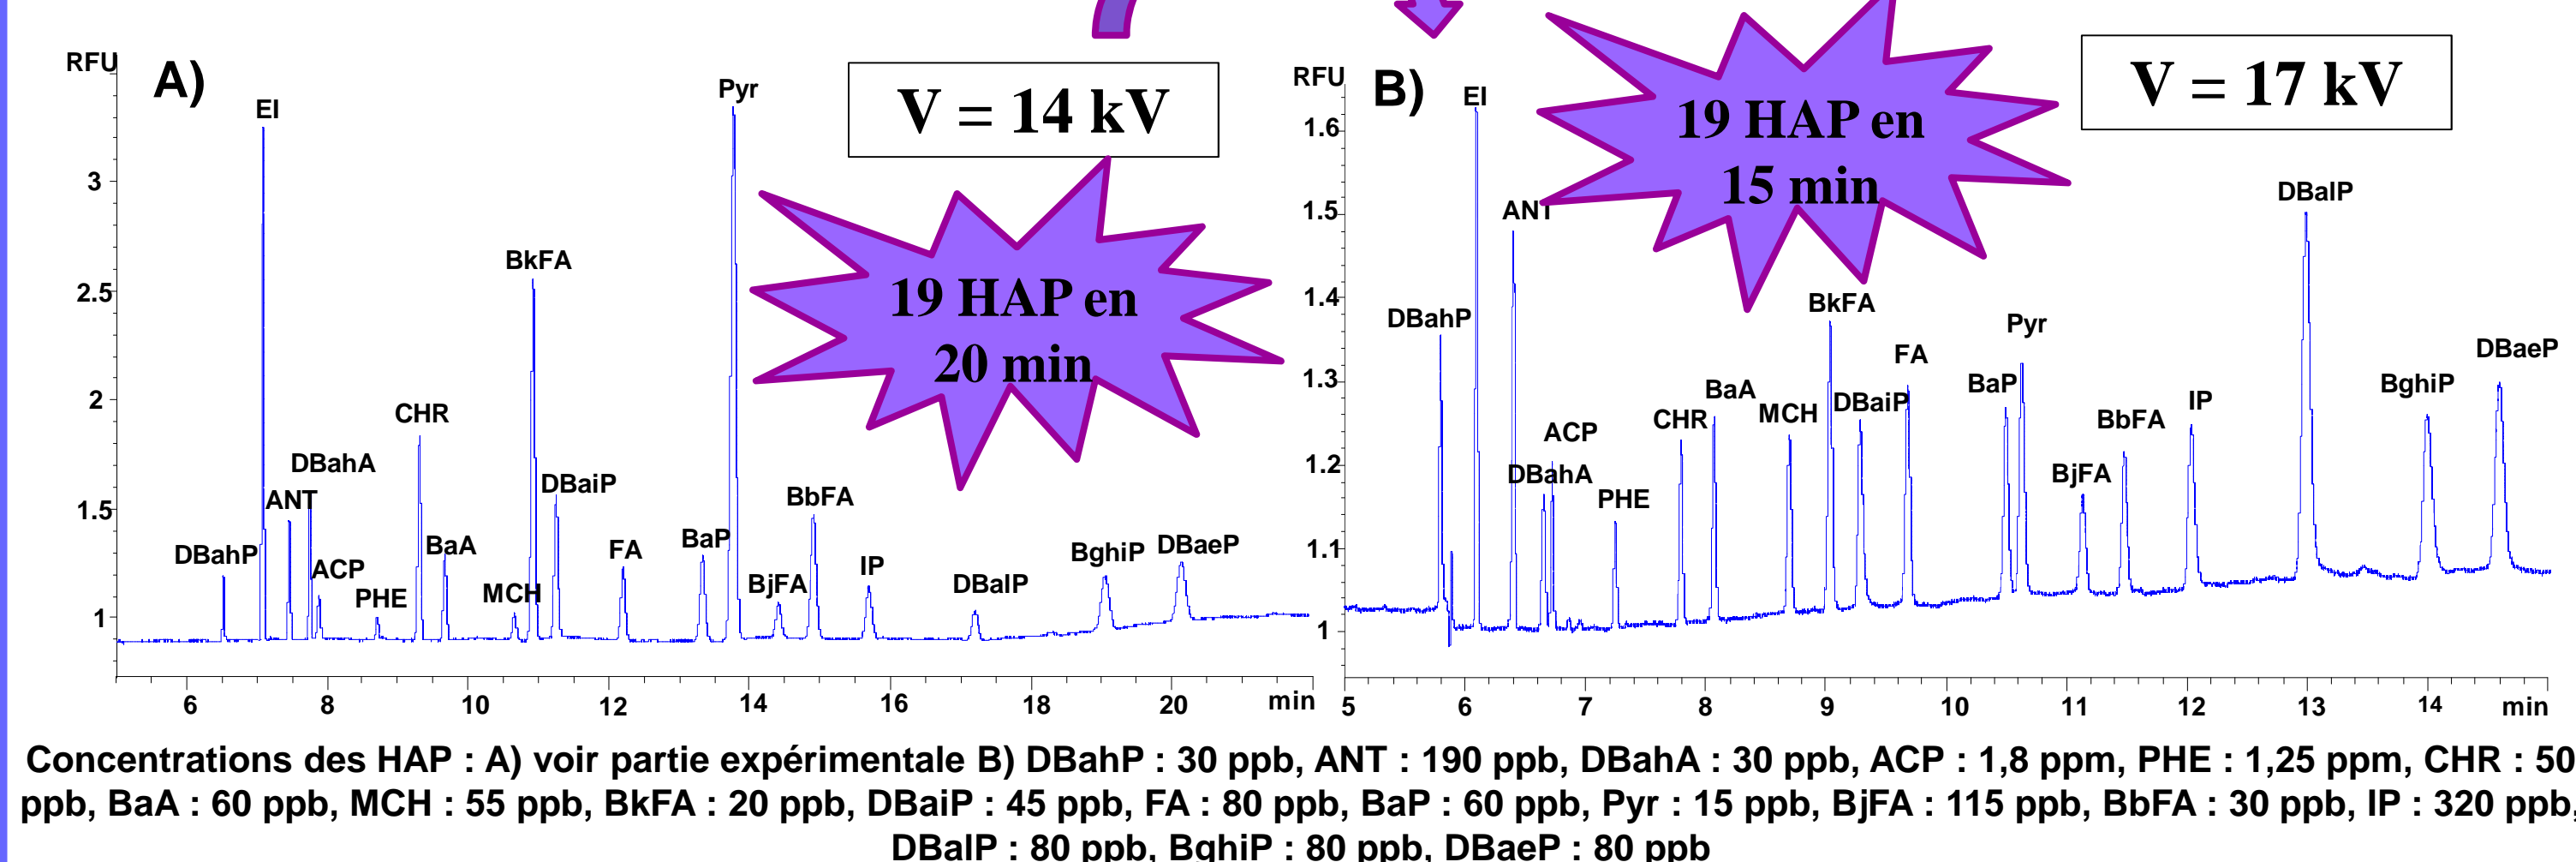 RFU
A)
EI
Pyr
V = 14 kV
3
19 HAP en
20 min
BkFA
2.5
2
CHR
DBahA
ANT
1.5
DBaiP
BbFA
DBahP
ACP
PHE
BaA
MCH
FA
BaP
BjFA
IP
DBalP
BghiP
DBaeP
1
6
8
10
12
14
16
18
20
min
RFU
B)
EI
19 HAP en
15 min
V = 17 kV
1.6
1.5
ANT
DBalP
1.4
DBahP
BkFA
Pyr
FA
DBaeP
1.3
BaA
BaP
BghiP
CHR
MCH
DBaiP
IP
BbFA
ACP
1.2
DBahA
PHE
BjFA
1.1
1
5
6
7
8
9
10
11
12
13
14
min
Concentrations des HAP : A) voir partie expérimentale B) DBahP : 30 ppb, ANT : 190 ppb, DBahA : 30 ppb, ACP : 1,8 ppm, PHE : 1,25 ppm, CHR : 50
ppb, BaA : 60 ppb, MCH : 55 ppb, BkFA : 20 ppb, DBaiP : 45 ppb, FA : 80 ppb, BaP : 60 ppb, Pyr : 15 ppb, BjFA : 115 ppb, BbFA : 30 ppb, IP : 320 ppb,
DBalP : 80 ppb, BghiP : 80 ppb, DBaeP : 80 ppb